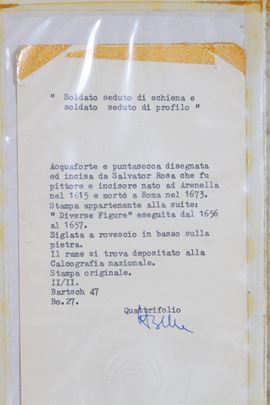 " Soldato seduto di schiena e
soldato seduto di profilo "
Acquaforte e puntasecca disegnata
ed incisa da Salvator Rosa che fu
pittore e incisore nato ad Arenella
nel 1615 e mortò a Roma nel 1673.
Stampa appartenente alla suite:
" Diverse Figure" eseguita dal 1656
al 1657.
Siglata a rovescio in basso sulla
pietra.
Il rame si trova depositato alla
Calcografia nazionale.
Stampa originale.
II/II.
Bartsch 47
Bo.27.
Quattrifolio